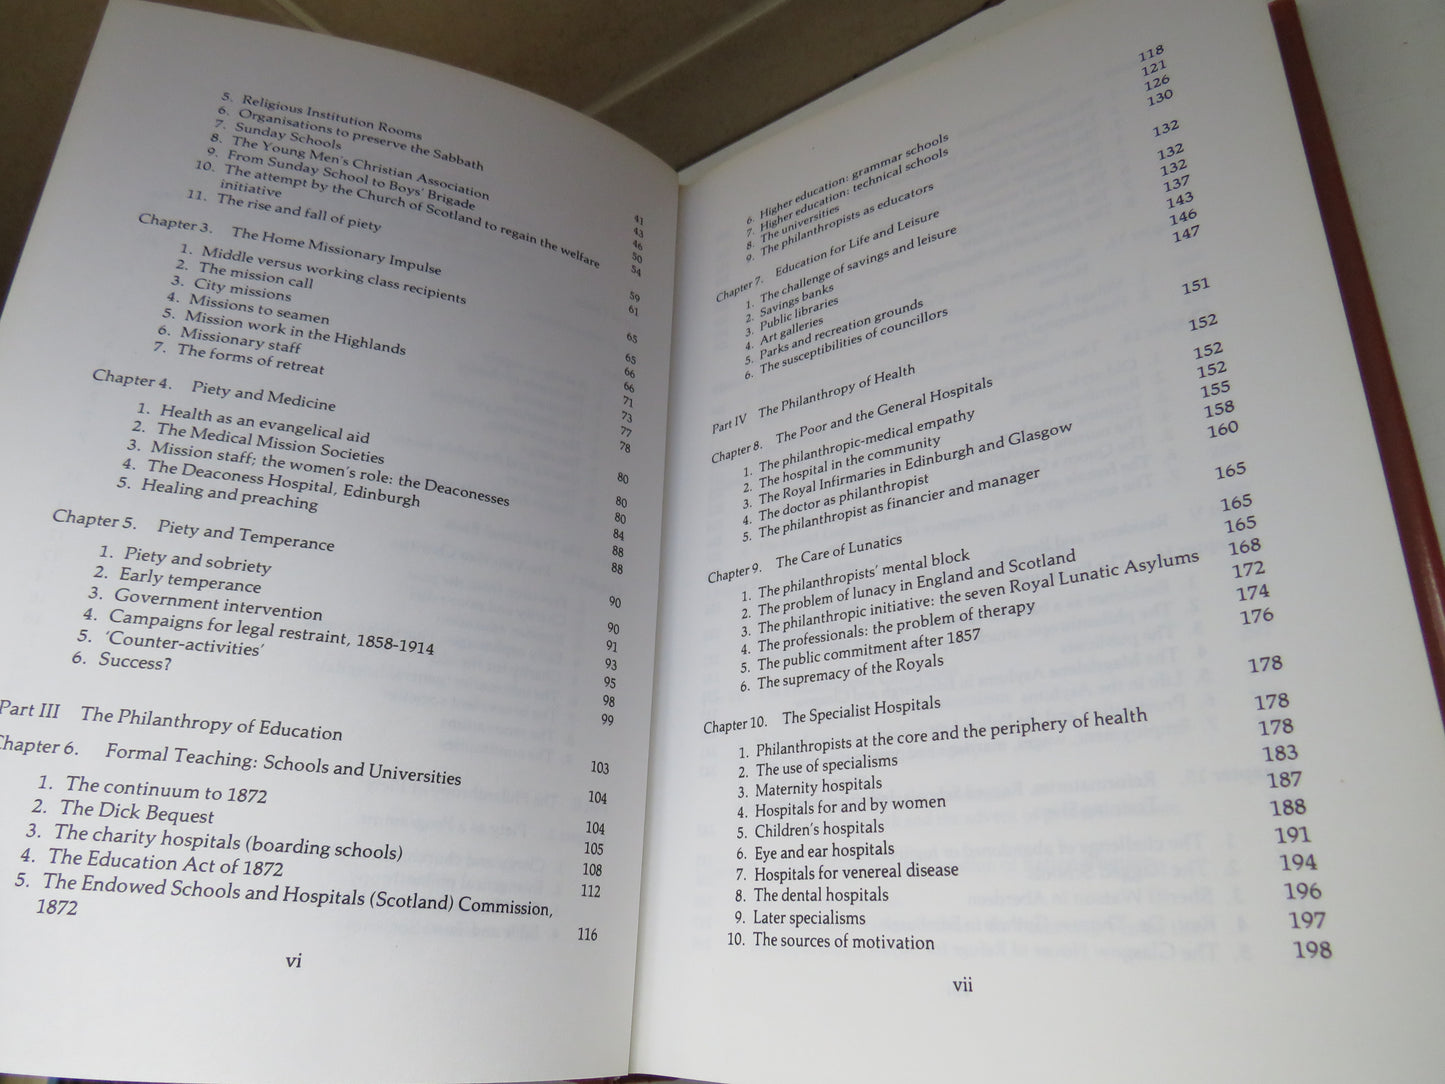 5. Religious Institution Rooms 41
6. Organisations to preserve the Sabbath 43
7. Sunday Schools 46
8. The Young Men's Christian Association 50
9. From Sunday School to Boys' Brigade 54
10. The attempt by the Church of Scotland to regain the welfare
initiative 59
11. The rise and fall of piety 61
Chapter 3. The Home Missionary Impulse 65
1. Middle versus working class recipients 65
2. The mission call 66
3. City missions 66
4. Missions to seamen 71
5. Mission work in the Highlands 73
6. Missionary staff 77
7. The forms of retreat 78
Chapter 4. Piety and Medicine 80
1. Health as an evangelical aid 80
2. The Medical Mission Societies 80
3. Mission staff; the women's role: the Deaconesses 84
4. The Deaconess Hospital, Edinburgh 88
5. Healing and preaching 88
Chapter 5. Piety and Temperance 90
1. Piety and sobriety 90
2. Early temperance 91
3. Government intervention 93
4. Campaigns for legal restraint, 1858-1914 95
5. 'Counter-activities' 98
6. Success? 99
Part III The Philanthropy of Education 103
Chapter 6. Formal Teaching: Schools and Universities 104
1. The continuum to 1872 104
2. The Dick Bequest 105
3. The charity hospitals (boarding schools) 108
4. The Education Act of 1872 112
5. The Endowed Schools and Hospitals (Scotland) Commission,
1872 116
vi
6. Higher education: grammar schools 118
7. Higher education: technical schools 121
8. The universities 126
9. The philanthropists as educators 130
Chapter 7. Education for Life and Leisure 132
1. The challenge of savings and leisure 132
2. Savings banks 132
3. Public libraries 137
4. Art galleries 143
5. Parks and recreation grounds 146
6. The susceptibilities of councillors 147
Part IV The Philanthropy of Health 151
Chapter 8. The Poor and the General Hospitals 152
1. The philanthropic-medical empathy 152
2. The hospital in the community 152
3. The Royal Infirmaries in Edinburgh and Glasgow 155
4. The doctor as philanthropist 158
5. The philanthropist as financier and manager 160
Chapter 9. The Care of Lunatics 165
1. The philanthropists' mental block 165
2. The problem of lunacy in England and Scotland 165
3. The philanthropic initiative: the seven Royal Lunatic Asylums 168
4. The professionals: the problem of therapy 172
5. The public commitment after 1857 174
6. The supremacy of the Royals 176
Chapter 10. The Specialist Hospitals 178
1. Philanthropists at the core and the periphery of health 178
2. The use of specialisms 178
3. Maternity hospitals 183
4. Hospitals for and by women 187
5. Children's hospitals 188
6. Eye and ear hospitals 191
7. Hospitals for venereal disease 194
8. The dental hospitals 196
9. Later specialisms 197
10. The sources of motivation 198
vii